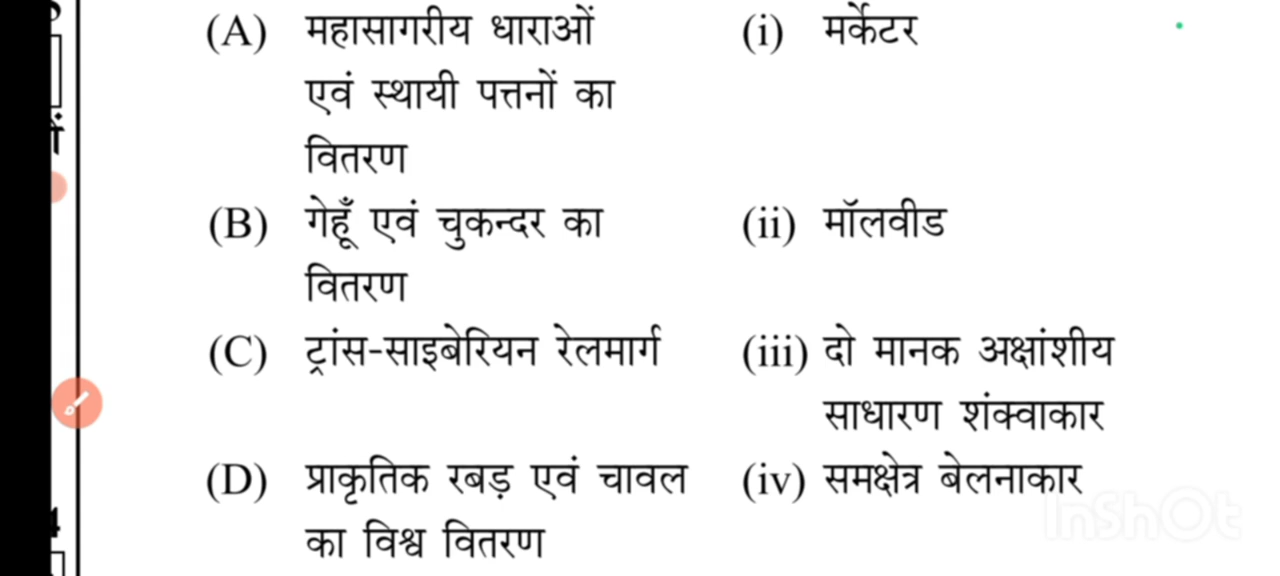 (A) महासागरीय धाराओं (i) मर्केटर
एवं स्थायी पत्तनों का
वितरण
(B) गेहूँ एवं चुकन्दर का (ii) मॉलवीड
वितरण
(C) ट्रांस-साइबेरियन रेलमार्ग (iii) दो मानक अक्षांशीय
साधारण शंक्वाकार
(D) प्राकृतिक रबड़ एवं चावल (iv) समक्षेत्र बेलनाकार
का विश्व वितरण
InShOt